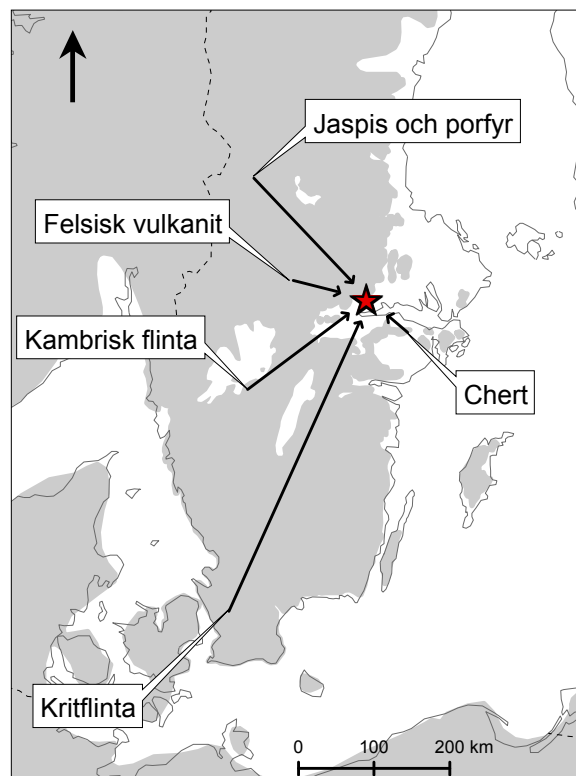 Jaspis och porfyr
Felsisk vulkanit
Kambrisk flinta
Chert
Kritflinta
0 100 200 km